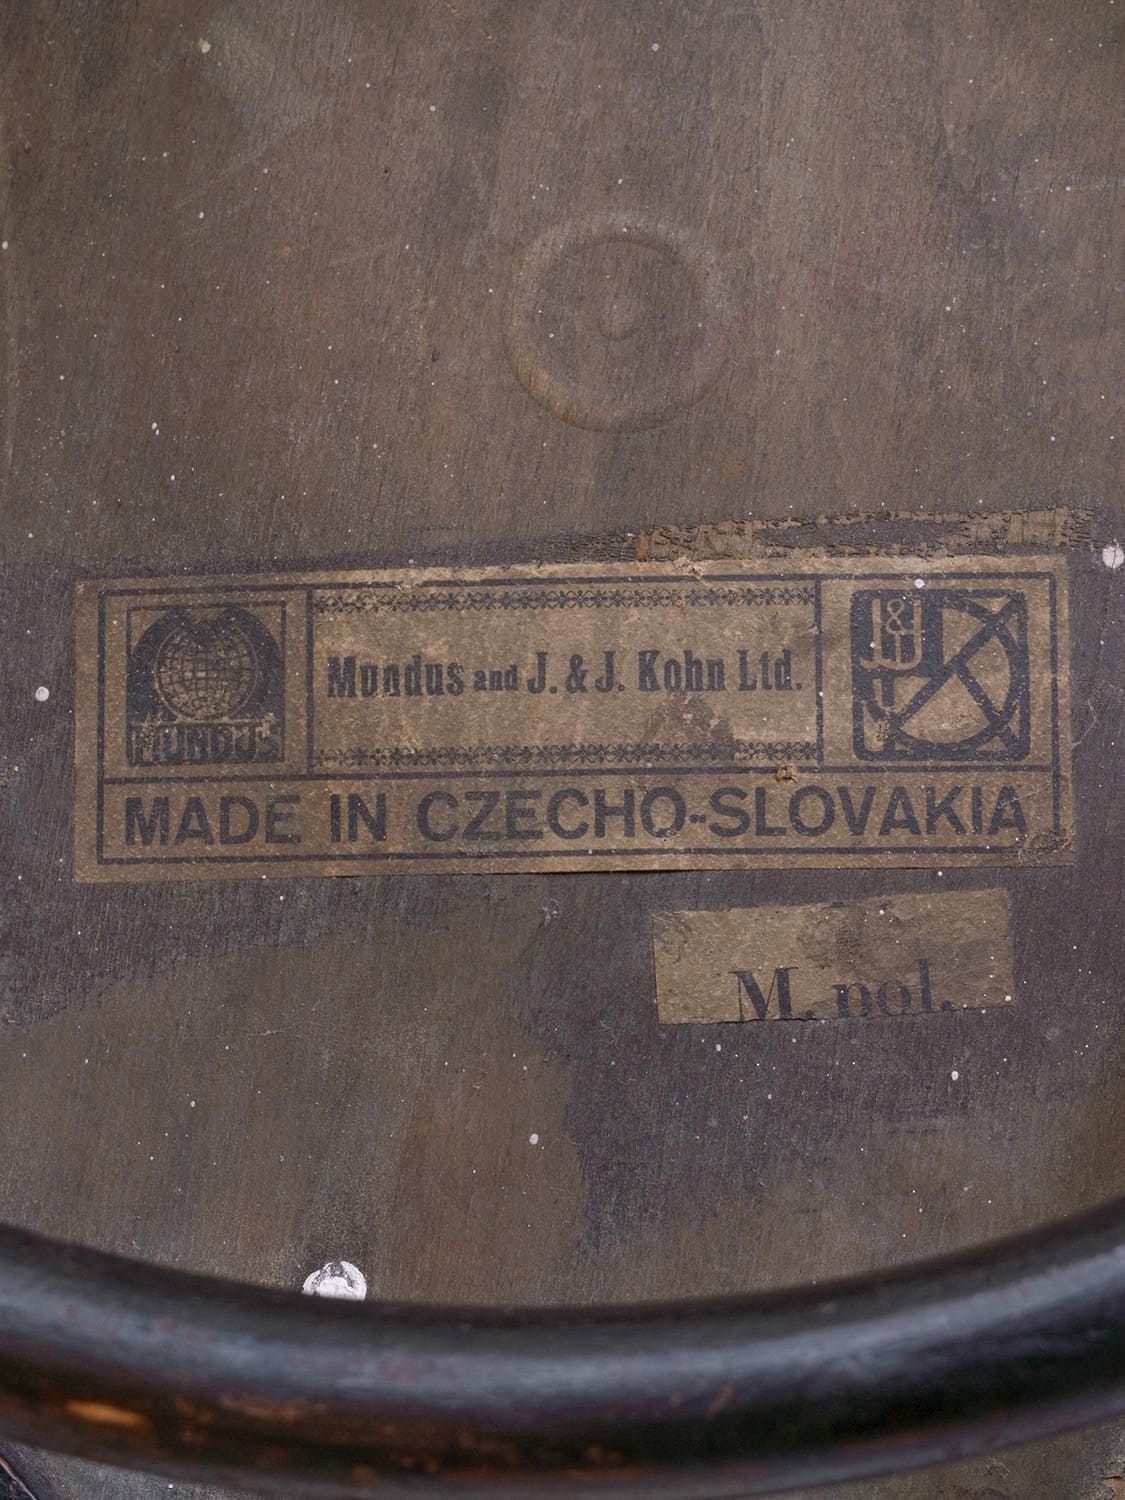 MUNDUS
Mundus and J. & J. Kohn Ltd.
J&J
K
MADE IN CZECHO-SLOVAKIA
M. pol.